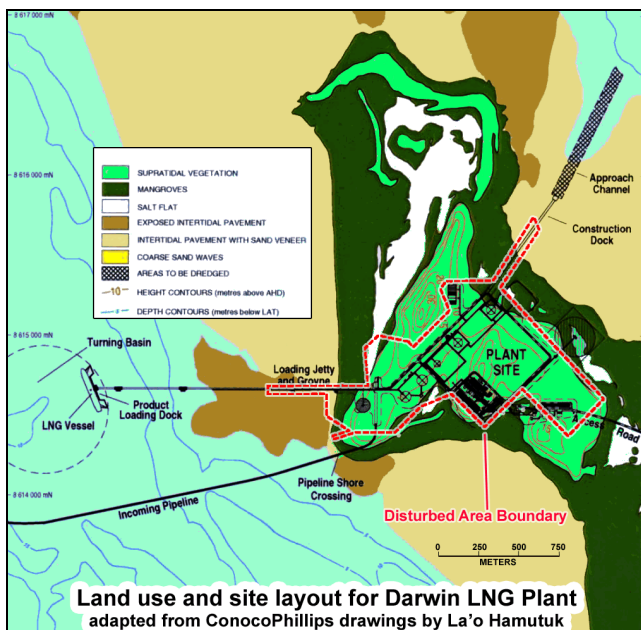 8 617 000 mN
8 616 000 mN
8 615 000 mN
8 614 000 mN
SUPRATIDAL VEGETATION
MANGROVES
SALT FLAT
EXPOSED INTERTIDAL PAVEMENT
INTERTIDAL PAVEMENT WITH SAND VENEER
COARSE SAND WAVES
AREAS TO BE DREDGED
10 HEIGHT CONTOURS (metres above AHD)
DEPTH CONTOURS (metres below LAT)
Approach
Channel
Construction
Dock
Turning Basin
Loading Jetty
and Groyne
PLANT
SITE
Product
Loading Dock
LNG Vessel
Access
Road
Pipeline Shore
Crossing
Incoming Pipeline
Disturbed Area Boundary
0 250 500 750
METERS
Land use and site layout for Darwin LNG Plant
adapted from ConocoPhillips drawings by La'o Hamutuk